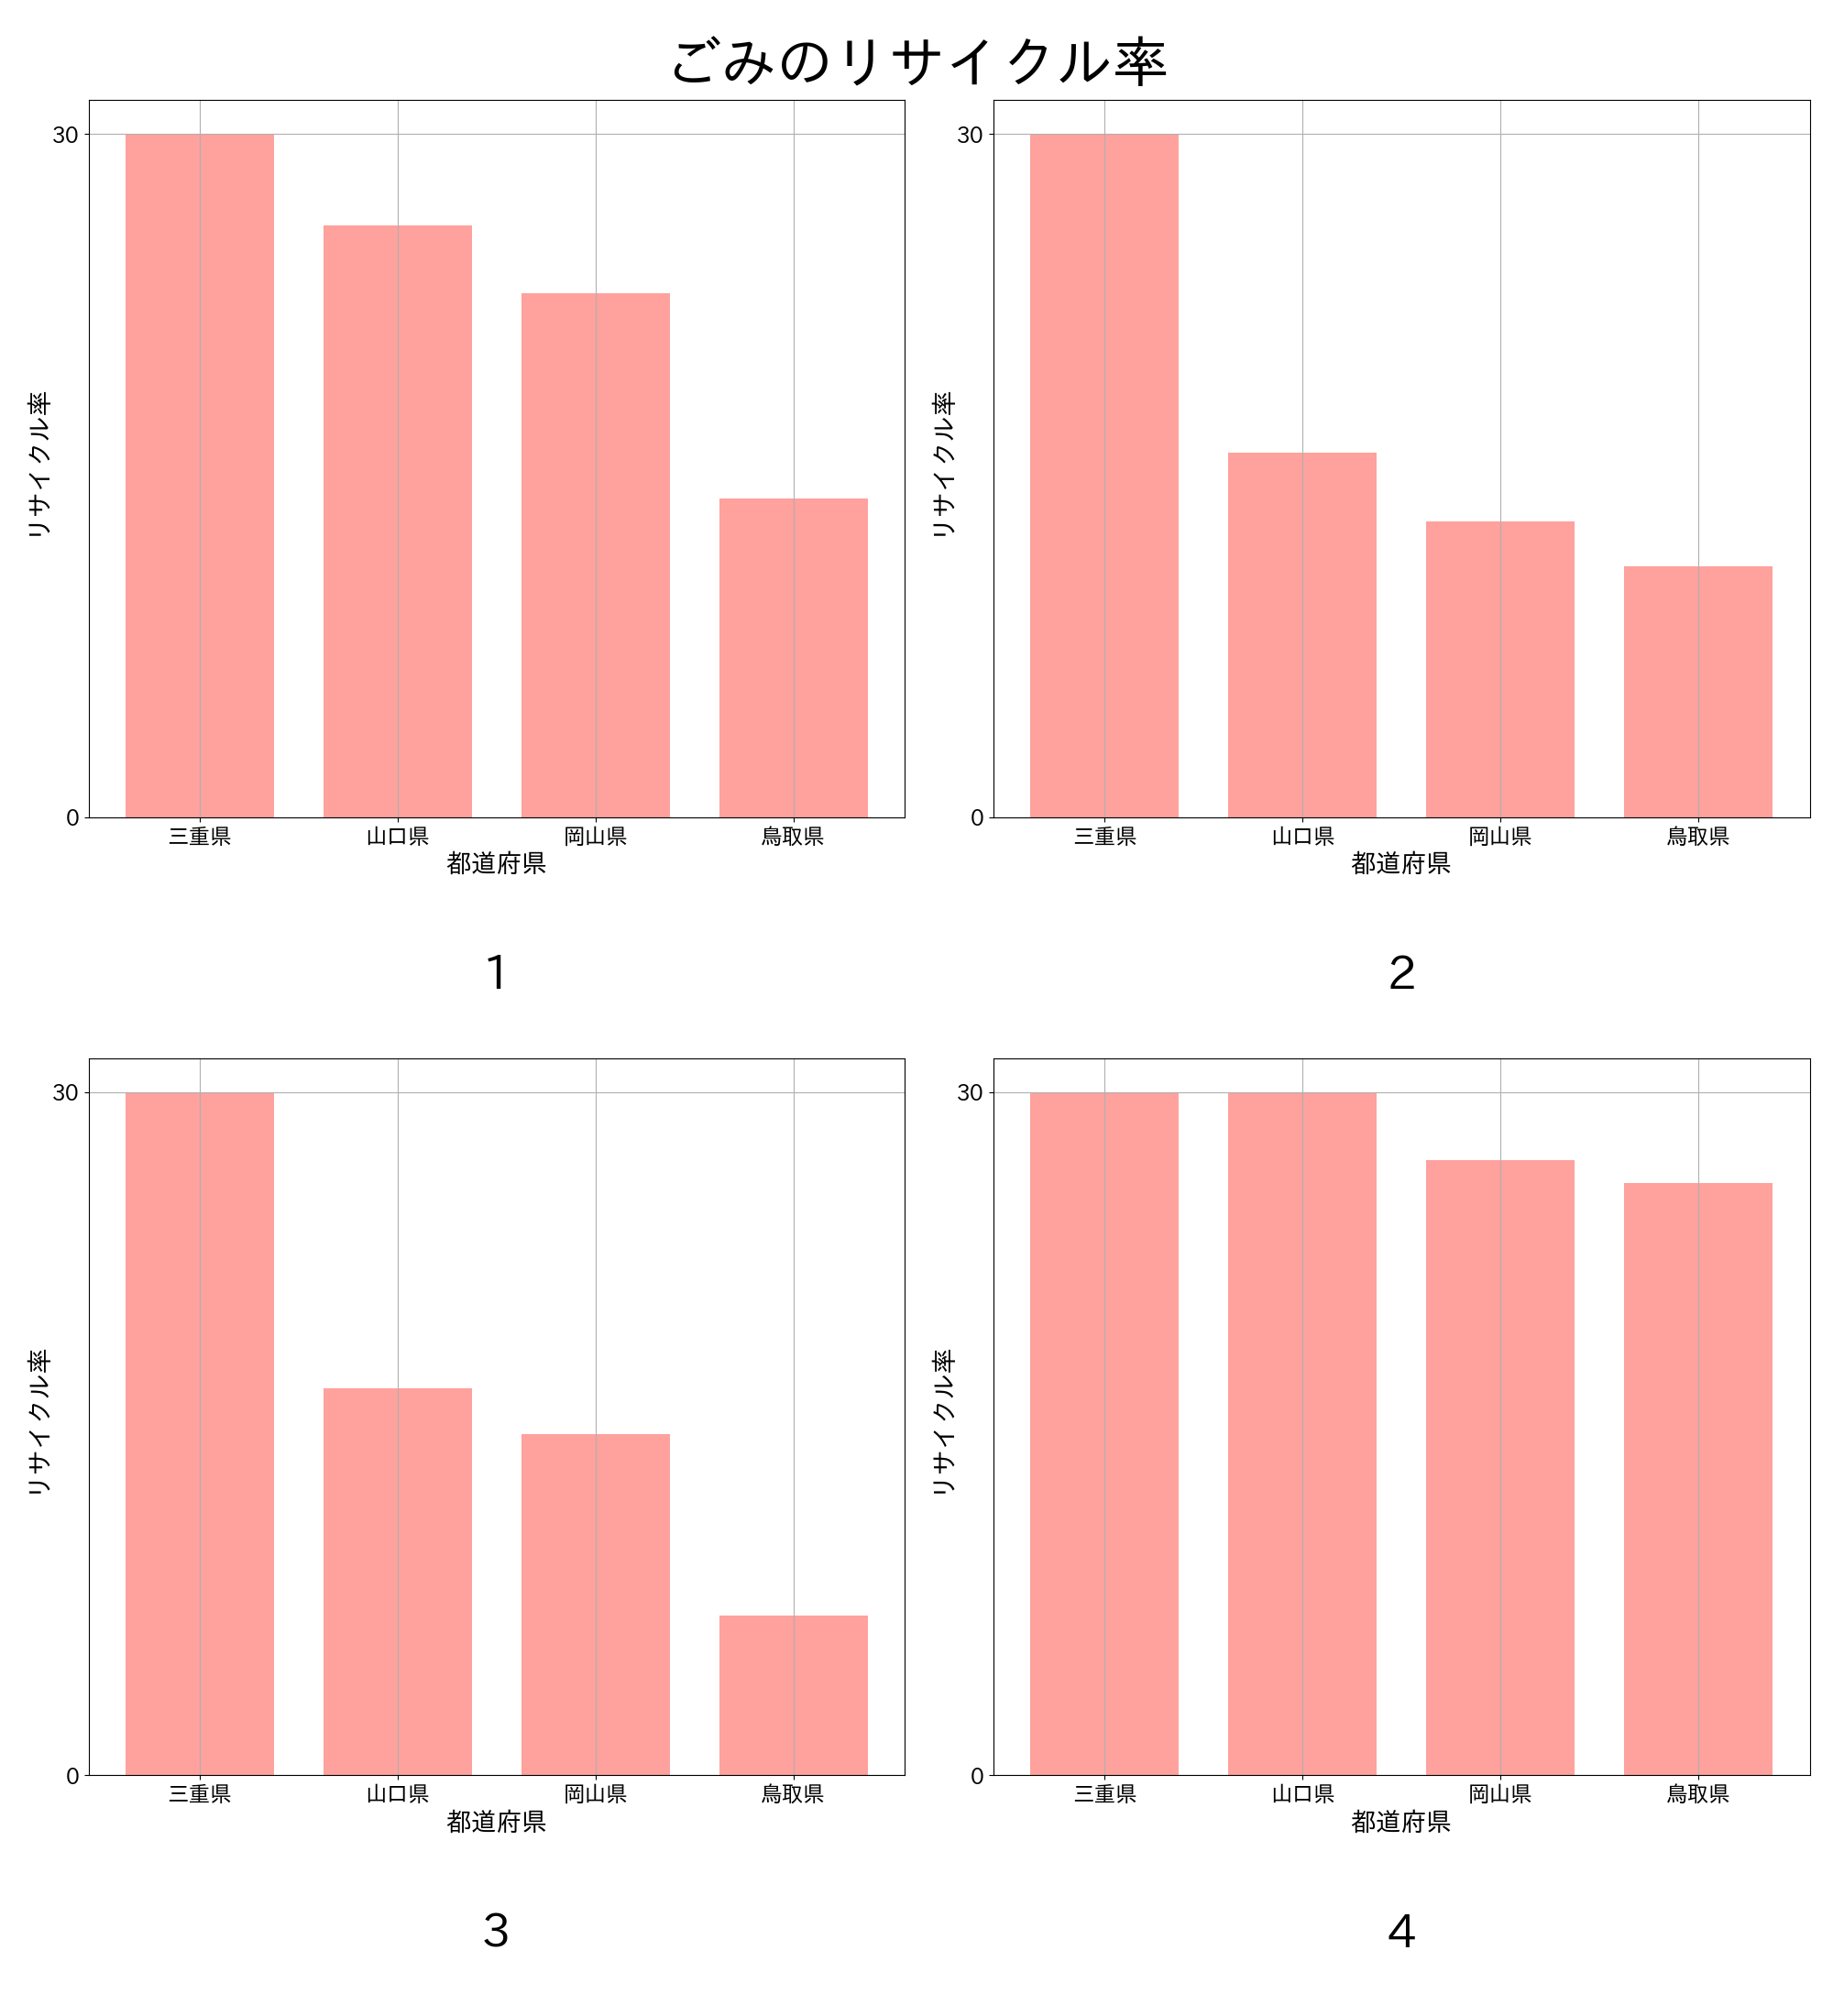 ごみのリサイクル率
30
0
リサイクル率
三重県 山口県 岡山県 鳥取県
都道府県
1
30
0
リサイクル率
三重県 山口県 岡山県 鳥取県
都道府県
2
30
0
リサイクル率
三重県 山口県 岡山県 鳥取県
都道府県
3
30
0
リサイクル率
三重県 山口県 岡山県 鳥取県
都道府県
4